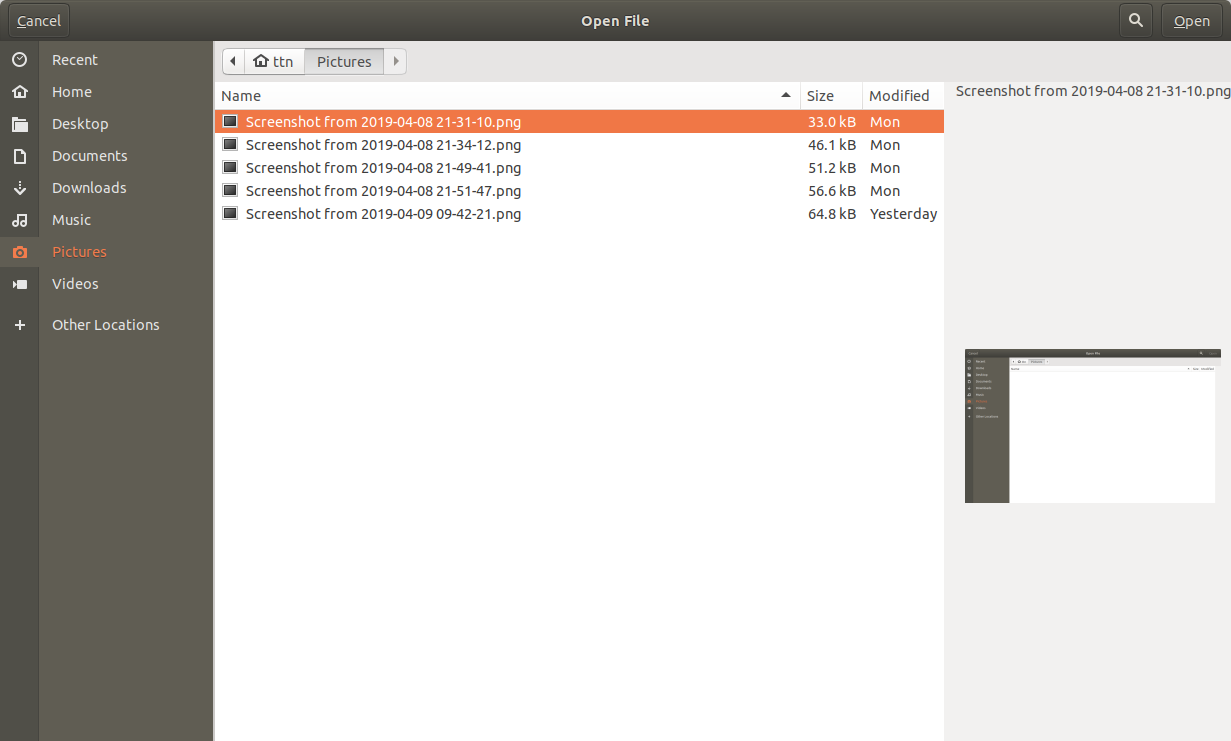 Cancel Open File Open
Recent
Home
Desktop
Documents
Downloads
Music
Pictures
Videos
Other Locations
ttn Pictures
Name Size Modified
Screenshot from 2019-04-08 21-31-10.png 33.0 kB Mon
Screenshot from 2019-04-08 21-34-12.png 46.1 kB Mon
Screenshot from 2019-04-08 21-49-41.png 51.2 kB Mon
Screenshot from 2019-04-08 21-51-47.png 56.6 kB Mon
Screenshot from 2019-04-09 09-42-21.png 64.8 kB Yesterday
Screenshot from 2019-04-08 21-31-10.png